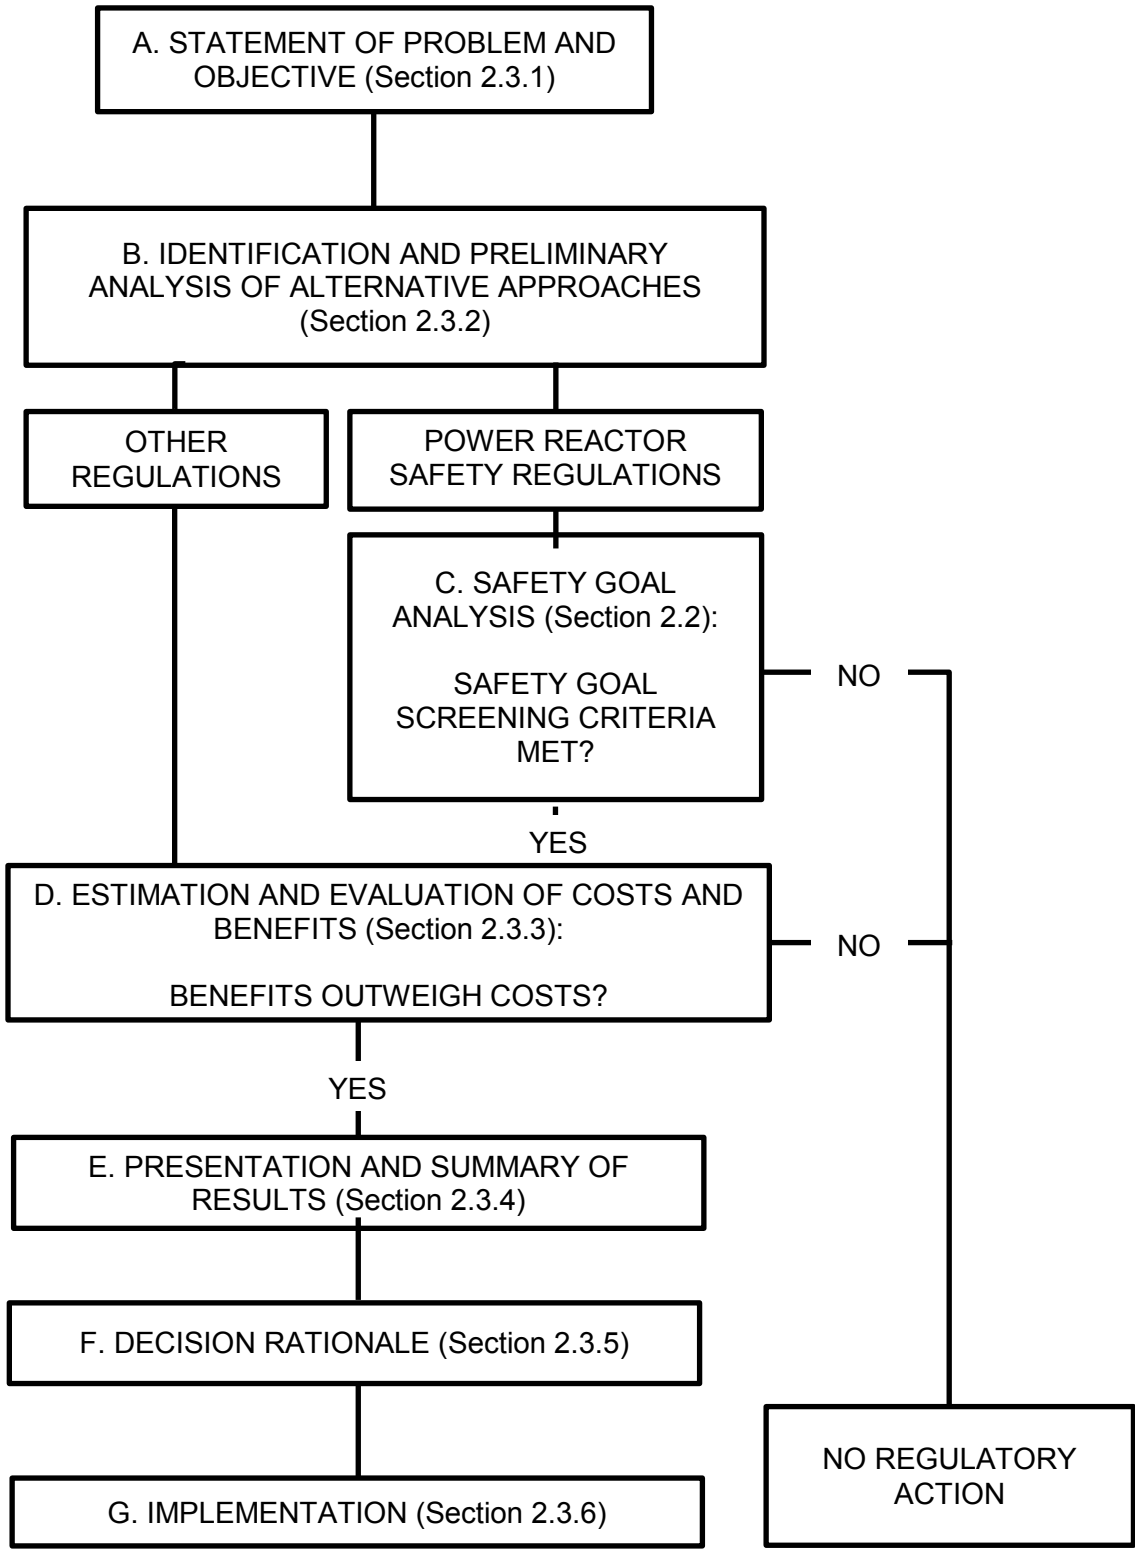 A. STATEMENT OF PROBLEM AND
OBJECTIVE (Section 2.3.1)
B. IDENTIFICATION AND PRELIMINARY
ANALYSIS OF ALTERNATIVE APPROACHES
(Section 2.3.2)
OTHER
REGULATIONS
POWER REACTOR
SAFETY REGULATIONS
C. SAFETY GOAL
ANALYSIS (Section 2.2):
SAFETY GOAL
SCREENING CRITERIA
MET?
NO
YES
D. ESTIMATION AND EVALUATION OF COSTS AND
BENEFITS (Section 2.3.3):
BENEFITS OUTWEIGH COSTS?
NO
YES
E. PRESENTATION AND SUMMARY OF
RESULTS (Section 2.3.4)
F. DECISION RATIONALE (Section 2.3.5)
G. IMPLEMENTATION (Section 2.3.6)
NO REGULATORY
ACTION